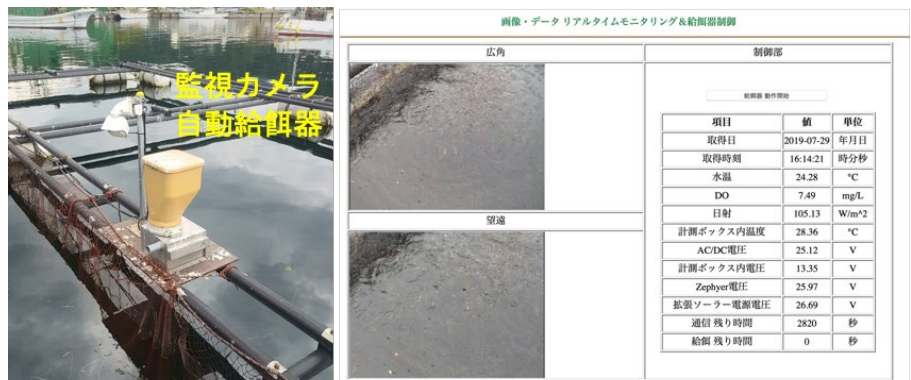 監視カメラ
自動給餌器
画像・データ リアルタイムモニタリング＆給餌器制御
広角
制御部
給餌器 動作開始
項目 値 単位
取得日 2019-07-29 年月日
取得時刻 16:14:21 時分秒
水温 24.28 °C
DO 7.49 mg/L
日射 105.13 W/m^2
計測ボックス内温度 28.36 °C
AC/DC電圧 25.12 V
計測ボックス内電圧 13.35 V
Zephyer電圧 25.97 V
拡張ソーラー電源電圧 26.69 V
通信 残り時間 2820 秒
給餌 残り時間 0 秒
望遠